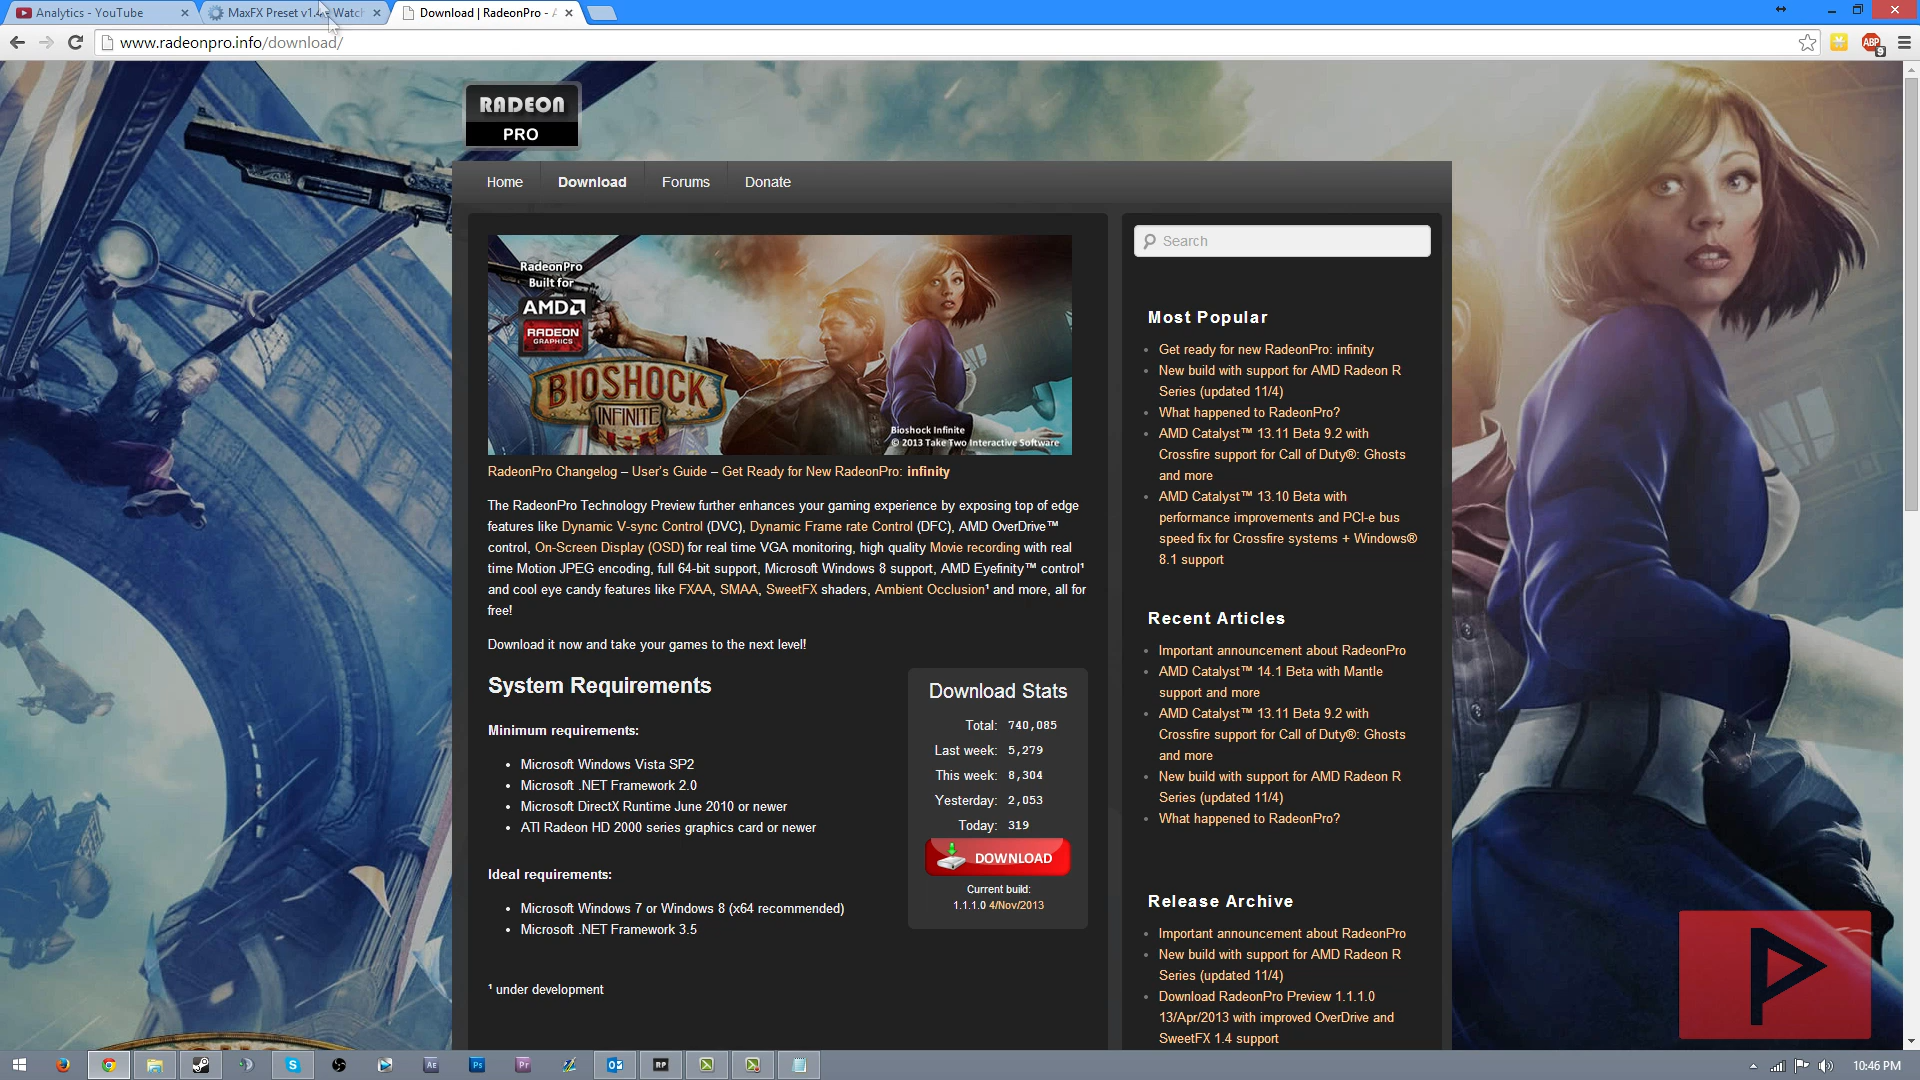 Analytics - YouTube
MaxFX Preset v1.4 - Watch
Download | RadeonPro - A
www.radeonpro.info/download/
ABP
9
RADEON
PRO
Home
Download
Forums
Donate
RadeonPro
Built for
AMD
RADEON
GRAPHICS
BIOSHOCK
INFINITE
Bioshock Infinite
© 2013 Take Two Interactive Software
RadeonPro Changelog – User's Guide – Get Ready for New RadeonPro: infinity
The RadeonPro Technology Preview further enhances your gaming experience by exposing top of edge
features like Dynamic V-sync Control (DVC), Dynamic Frame rate Control (DFC), AMD OverDrive™
control, On-Screen Display (OSD) for real time VGA monitoring, high quality Movie recording with real
time Motion JPEG encoding, full 64-bit support, Microsoft Windows 8 support, AMD Eyefinity™ control¹
and cool eye candy features like FXAA, SMAA, SweetFX shaders, Ambient Occlusion¹ and more, all for
free!
Download it now and take your games to the next level!
System Requirements
Minimum requirements:
• Microsoft Windows Vista SP2
• Microsoft .NET Framework 2.0
• Microsoft DirectX Runtime June 2010 or newer
• ATI Radeon HD 2000 series graphics card or newer
Ideal requirements:
• Microsoft Windows 7 or Windows 8 (x64 recommended)
• Microsoft .NET Framework 3.5
¹ under development
Download Stats
Total: 740,085
Last week: 5,279
This week: 8,304
Yesterday: 2,053
Today: 319
DOWNLOAD
Current build:
1.1.1.0 4/Nov/2013
Search
Most Popular
• Get ready for new RadeonPro: infinity
• New build with support for AMD Radeon R
Series (updated 11/4)
• What happened to RadeonPro?
• AMD Catalyst™ 13.11 Beta 9.2 with
Crossfire support for Call of Duty®: Ghosts
and more
• AMD Catalyst™ 13.10 Beta with
performance improvements and PCI-e bus
speed fix for Crossfire systems + Windows®
8.1 support
Recent Articles
• Important announcement about RadeonPro
• AMD Catalyst™ 14.1 Beta with Mantle
support and more
• AMD Catalyst™ 13.11 Beta 9.2 with
Crossfire support for Call of Duty®: Ghosts
and more
• New build with support for AMD Radeon R
Series (updated 11/4)
• What happened to RadeonPro?
Release Archive
• Important announcement about RadeonPro
• New build with support for AMD Radeon R
Series (updated 11/4)
• Download RadeonPro Preview 1.1.1.0
13/Apr/2013 with improved OverDrive and
SweetFX 1.4 support
P
AE
Ps
Pr
RP
10:46 PM